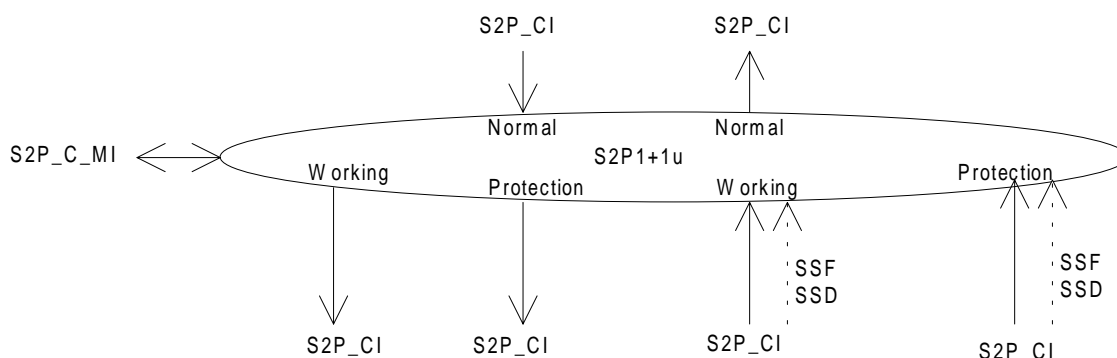 S2P_CI S2P_CI
Normal Normal
S2P_C_MI S2P1+1u
Working Protection Working Protection
SSF SSF
SSD SSD
S2P_CI S2P_CI S2P_CI S2P_CI